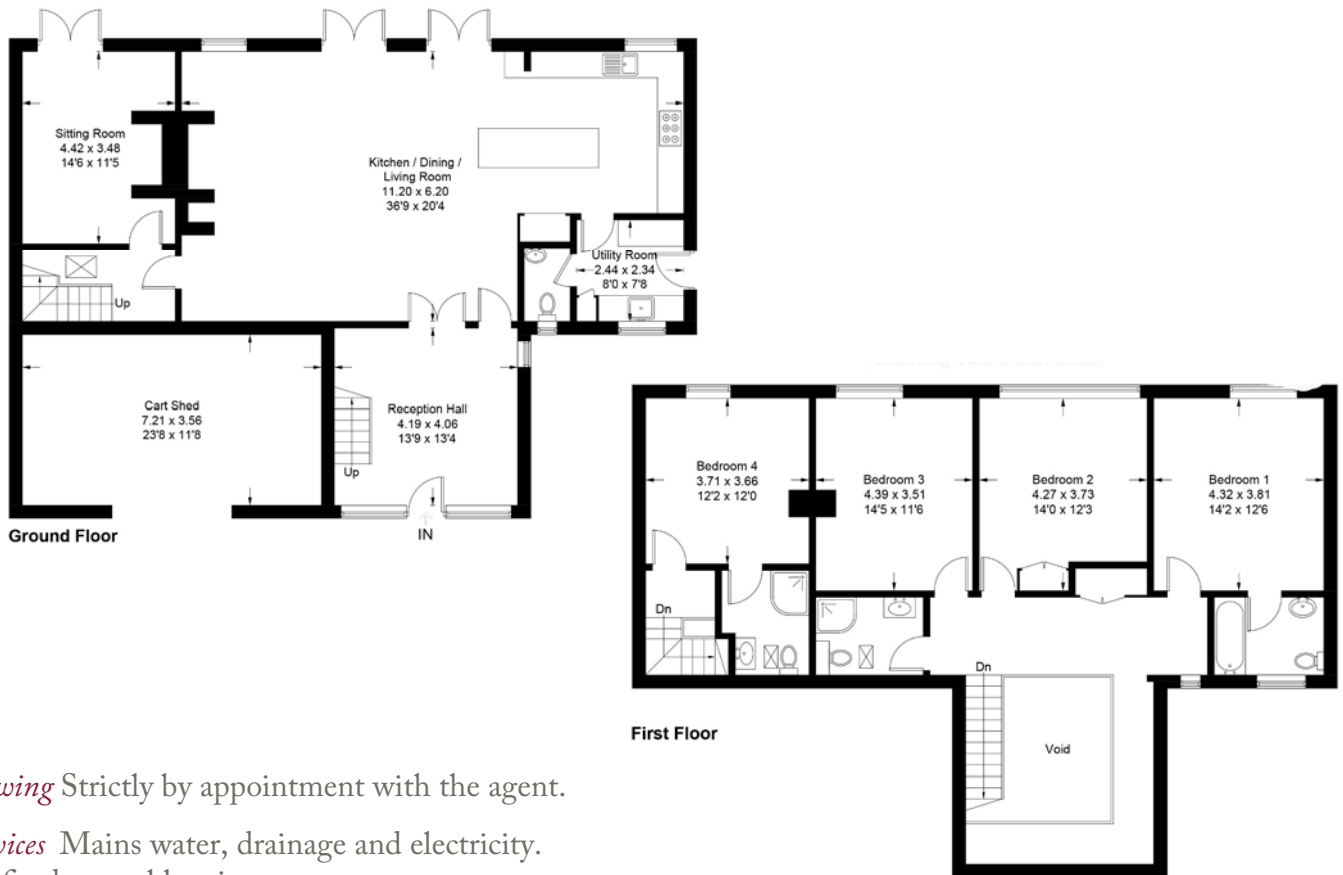 Sitting Room
4.42 x 3.48
14'6 x 11'5
Kitchen / Dining /
Living Room
11.20 x 6.20
36'9 x 20'4
Utility Room
2.44 x 2.34
8'0 x 7'8
Up
Cart Shed
7.21 x 3.56
23'8 x 11'8
Reception Hall
4.19 x 4.06
13'9 x 13'4
Up
IN
Ground Floor
Bedroom 4
3.71 x 3.66
12'2 x 12'0
Bedroom 3
4.39 x 3.51
14'5 x 11'6
Bedroom 2
4.27 x 3.73
14'0 x 12'3
Bedroom 1
4.32 x 3.81
14'2 x 12'6
Dn
Dn
Void
First Floor
wing Strictly by appointment with the agent.
vices Mains water, drainage and electricity.